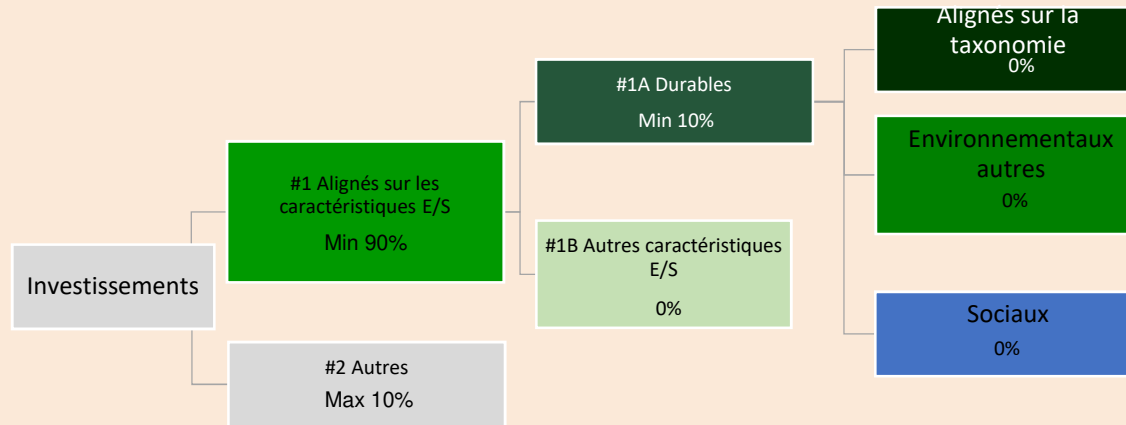 Investissements
#1 Alignés sur les
caractéristiques E/S
Min 90%
#2 Autres
Max 10%
#1A Durables
Min 10%
#1B Autres caractéristiques
E/S
0%
Alignés sur la
taxonomie
0%
Environnementaux
autres
0%
Sociaux
0%